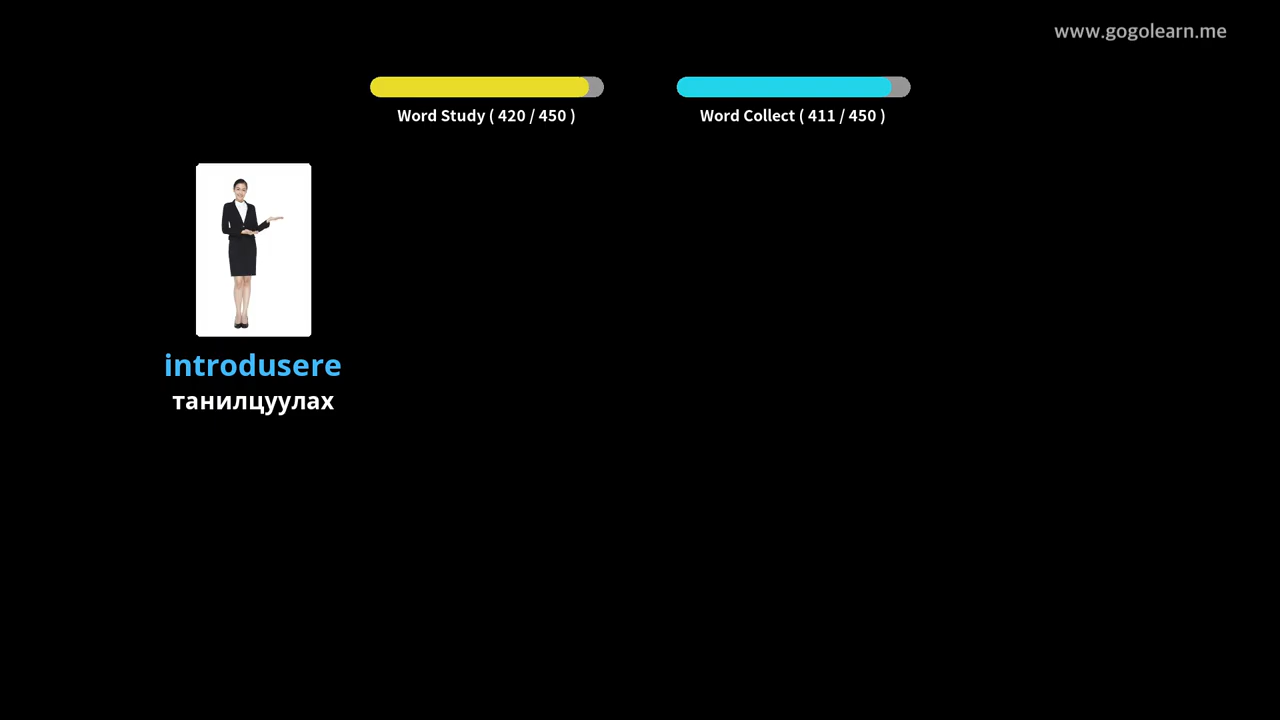 www.gogolearn.me
Word Study ( 420 / 450 )
Word Collect ( 411 / 450 )
introdusere
танилцуулах